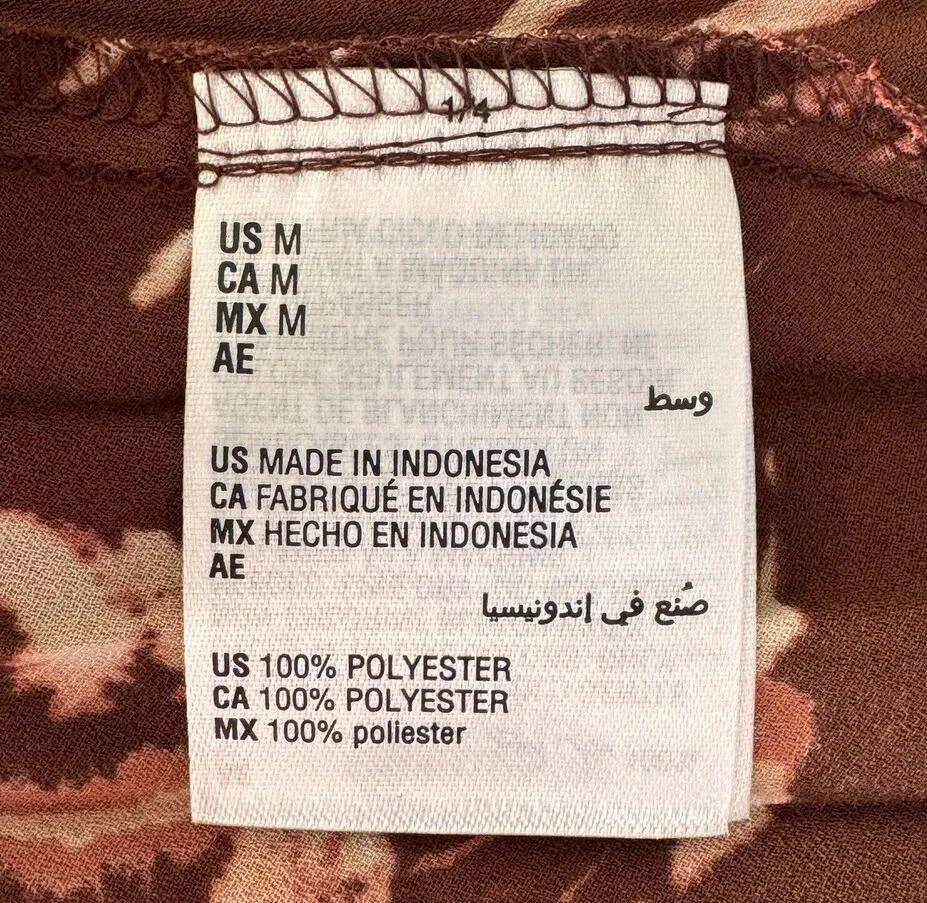 1/4
US M
CA M
MX M
AE
وسط
US MADE IN INDONESIA
CA FABRIQUÉ EN INDONÉSIE
MX HECHO EN INDONESIA
AE
صُنع في إندونيسيا
US 100% POLYESTER
CA 100% POLYESTER
MX 100% poliester